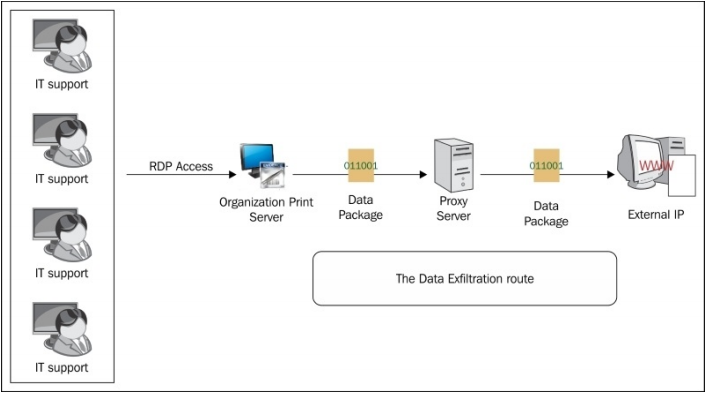 IT support
IT support
IT support
IT support
RDP Access
Organization Print
Server
011001
Data
Package
Proxy
Server
011001
Data
Package
WWW
External IP
The Data Exfiltration route